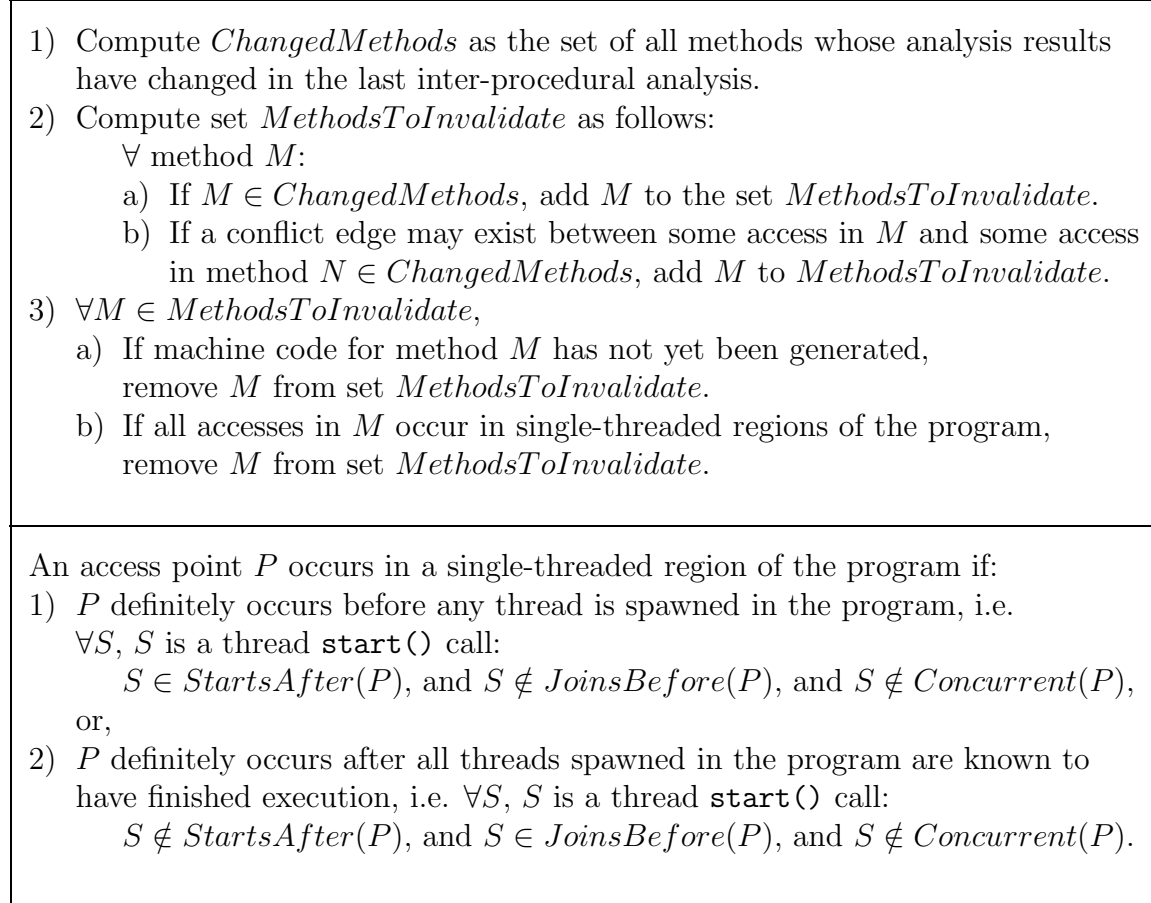 1) Compute ChangedMethods as the set of all methods whose analysis results
have changed in the last inter-procedural analysis.
2) Compute set MethodsToInvalidate as follows:
∀ method M:
a) If M ∈ ChangedMethods, add M to the set MethodsToInvalidate.
b) If a conflict edge may exist between some access in M and some access
in method N ∈ ChangedMethods, add M to MethodsToInvalidate.
3) ∀M ∈ MethodsToInvalidate,
a) If machine code for method M has not yet been generated,
remove M from set MethodsToInvalidate.
b) If all accesses in M occur in single-threaded regions of the program,
remove M from set MethodsToInvalidate.
An access point P occurs in a single-threaded region of the program if:
1) P definitely occurs before any thread is spawned in the program, i.e.
∀S, S is a thread start() call:
S ∈ StartsAfter(P), and S ∉ JoinsBefore(P), and S ∉ Concurrent(P),
or,
2) P definitely occurs after all threads spawned in the program are known to
have finished execution, i.e. ∀S, S is a thread start() call:
S ∉ StartsAfter(P), and S ∈ JoinsBefore(P), and S ∉ Concurrent(P).